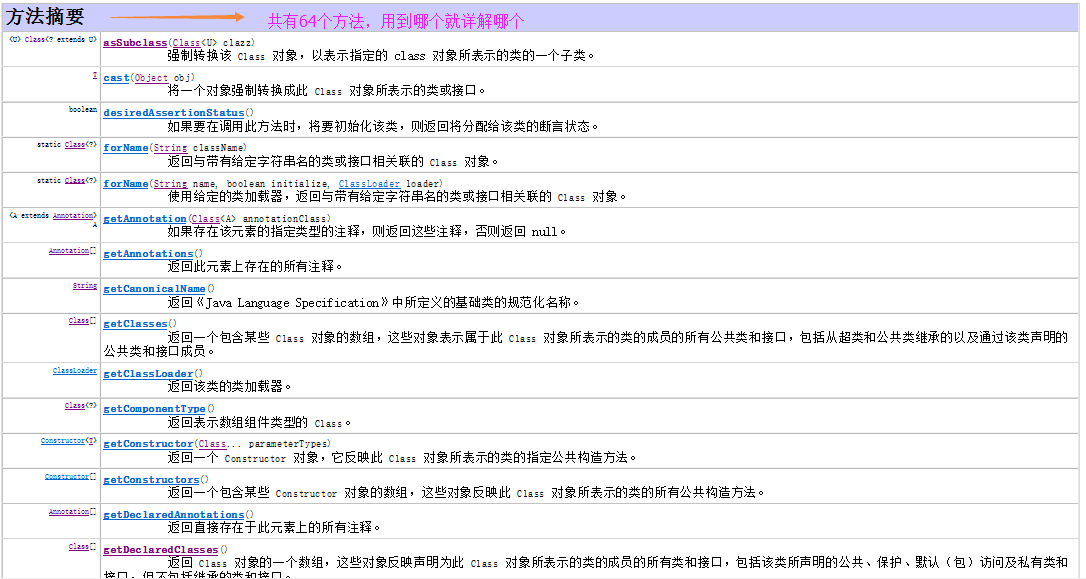 方法摘要 共有64个方法，用到哪个就详解哪个
<U> Class<? extends U> asSubclass(Class<U> clazz)
强制转换该 Class 对象，以表示指定的 class 对象所表示的类的一个子类。
T cast(Object obj)
将一个对象强制转换成此 Class 对象所表示的类或接口。
boolean desiredAssertionStatus()
如果要在调用此方法时，将要初始化该类，则返回将分配给该类的断言状态。
static Class<?> forName(String className)
返回与带有给定字符串名的类或接口相关联的 Class 对象。
static Class<?> forName(String name, boolean initialize, ClassLoader loader)
使用给定的类加载器，返回与带有给定字符串名的类或接口相关联的 Class 对象。
<A extends Annotation>
A getAnnotation(Class<A> annotationClass)
如果存在该元素的指定类型的注释，则返回这些注释，否则返回 null。
Annotation[] getAnnotations()
返回此元素上存在的所有注释。
String getCanonicalName()
返回《Java Language Specification》中所定义的基础类的规范化名称。
Class[] getClasses()
返回一个包含某些 Class 对象的数组，这些对象表示属于此 Class 对象所表示的类的成员的所有公共类和接口，包括从超类和公共类继承的以及通过该类声明的
公共类和接口成员。
ClassLoader getClassLoader()
返回该类的类加载器。
Class<?> getComponentType()
返回表示数组组件类型的 Class。
Constructor<T> getConstructor(Class... parameterTypes)
返回一个 Constructor 对象，它反映此 Class 对象所表示的类的指定公共构造方法。
Constructor[] getConstructors()
返回一个包含某些 Constructor 对象的数组，这些对象反映此 Class 对象所表示的类的所有公共构造方法。
Annotation[] getDeclaredAnnotations()
返回直接存在于此元素上的所有注释。
Class[] getDeclaredClasses()
返回 Class 对象的一个数组，这些对象反映声明为此 Class 对象所表示的类的成员的所有类和接口，包括该类所声明的公共、保护、默认（包）访问及私有类和
接口，但不包括继承的类和接口。